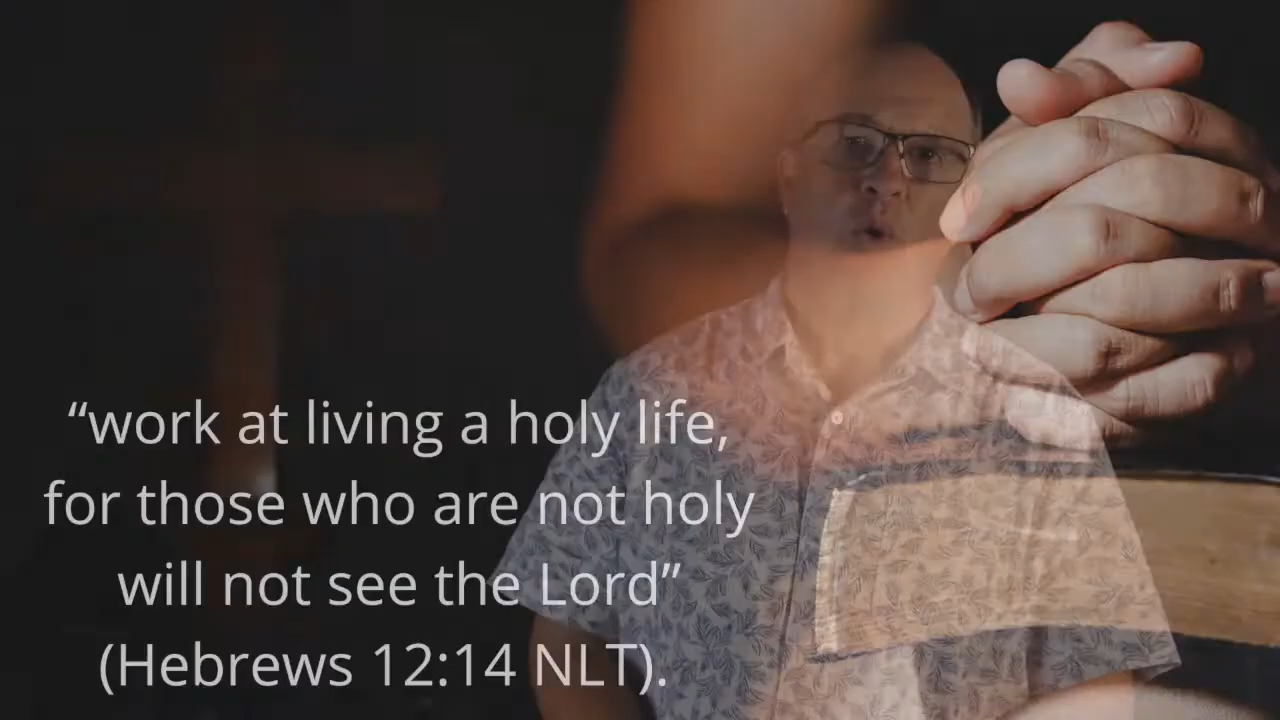 “work at living a holy life,
for those who are not holy
will not see the Lord”
(Hebrews 12:14 NLT).